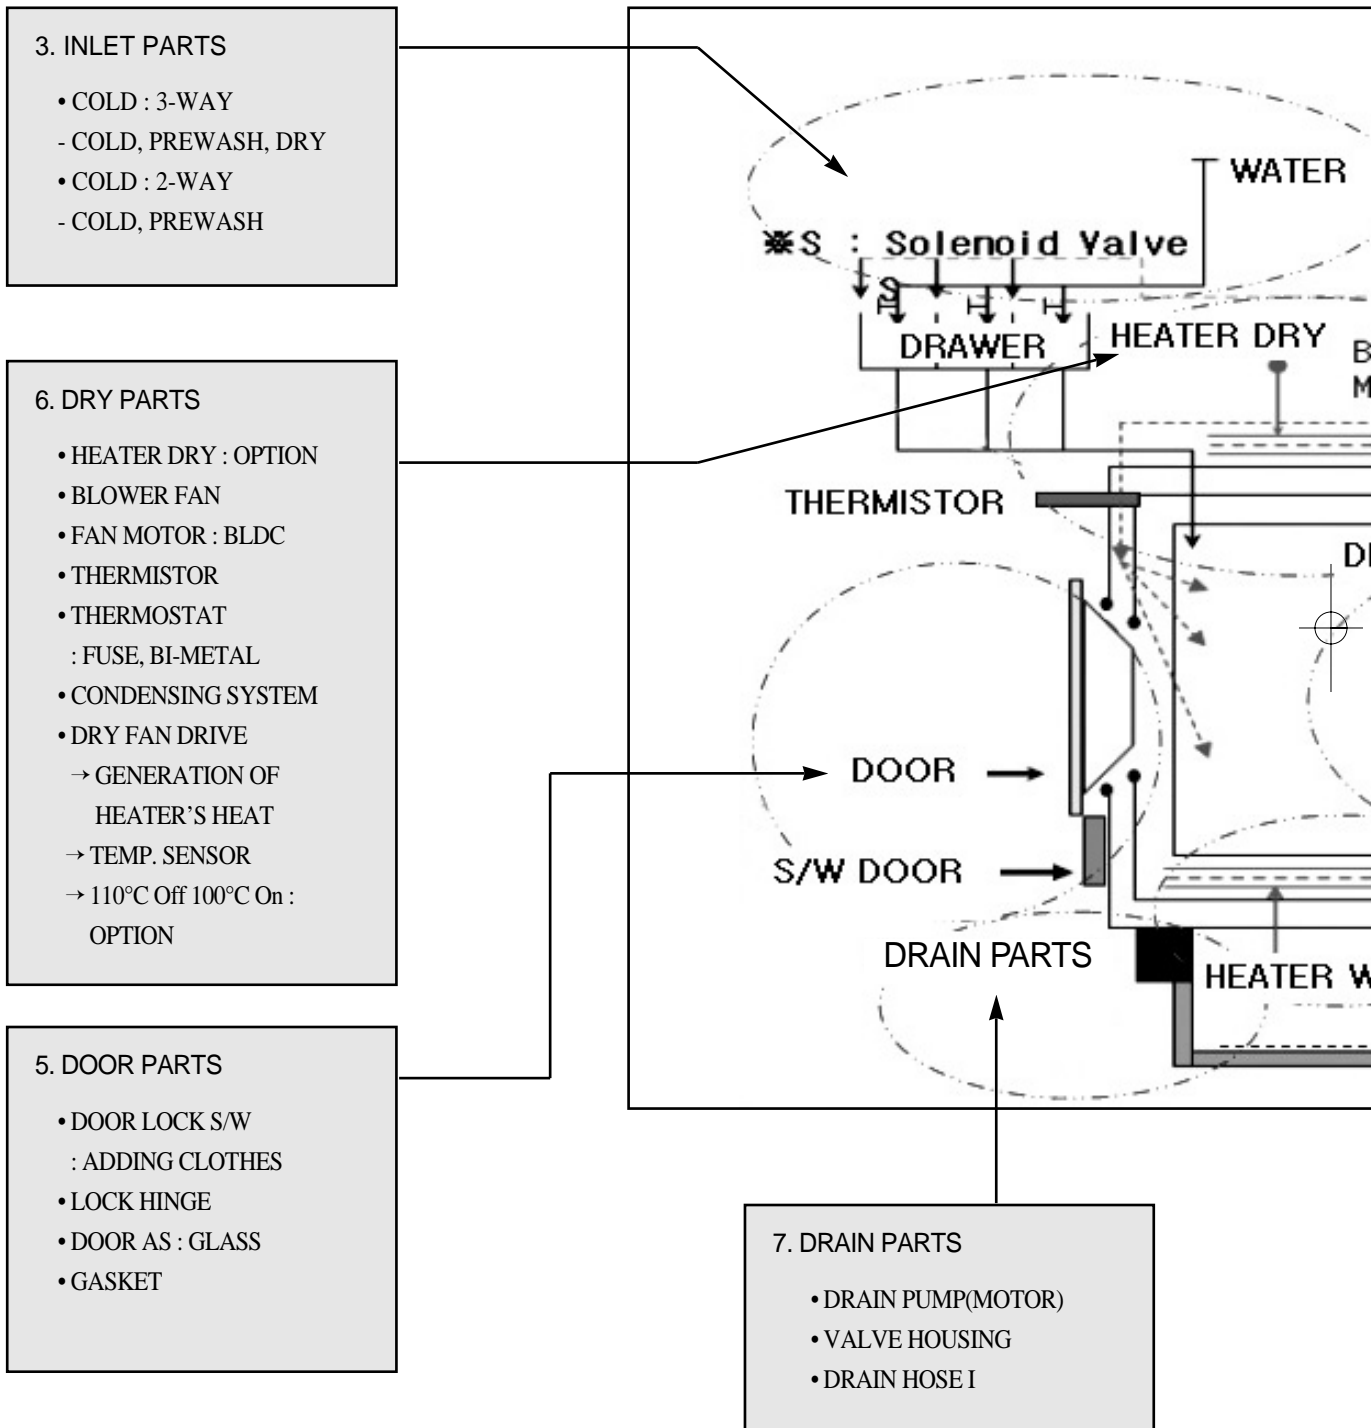 3. INLET PARTS
• COLD : 3-WAY
- COLD, PREWASH, DRY
• COLD : 2-WAY
- COLD, PREWASH
6. DRY PARTS
• HEATER DRY : OPTION
• BLOWER FAN
• FAN MOTOR : BLDC
• THERMISTOR
• THERMOSTAT
: FUSE, BI-METAL
• CONDENSING SYSTEM
• DRY FAN DRIVE
→ GENERATION OF
HEATER’S HEAT
→ TEMP. SENSOR
→ 110°C Off 100°C On :
OPTION
5. DOOR PARTS
• DOOR LOCK S/W
: ADDING CLOTHES
• LOCK HINGE
• DOOR AS : GLASS
• GASKET
WATER
※S : Solenoid Valve
S
DRAWER
HEATER DRY
B
M
THERMISTOR
D
DOOR
S/W DOOR
DRAIN PARTS
HEATER W
7. DRAIN PARTS
• DRAIN PUMP(MOTOR)
• VALVE HOUSING
• DRAIN HOSE I